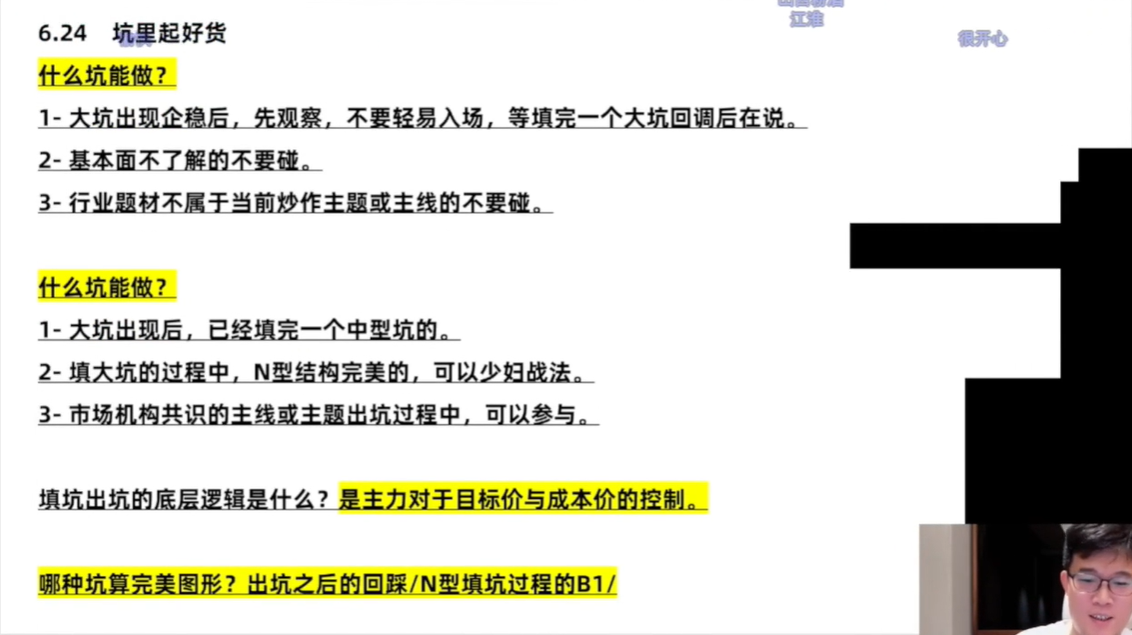 江淮
很开心
6.24 坑里起好货
什么坑能做？
1- 大坑出现企稳后，先观察，不要轻易入场，等填完一个大坑回调后在说。
2- 基本面不了解的不要碰。
3- 行业题材不属于当前炒作主题或主线的不要碰。
什么坑能做？
1- 大坑出现后，已经填完一个中型坑的。
2- 填大坑的过程中，N型结构完美的，可以少妇战法。
3- 市场机构共识的主线或主题出坑过程中，可以参与。
填坑出坑的底层逻辑是什么？是主力对于目标价与成本价的控制。
哪种坑算完美图形？出坑之后的回踩/N型填坑过程的B1/